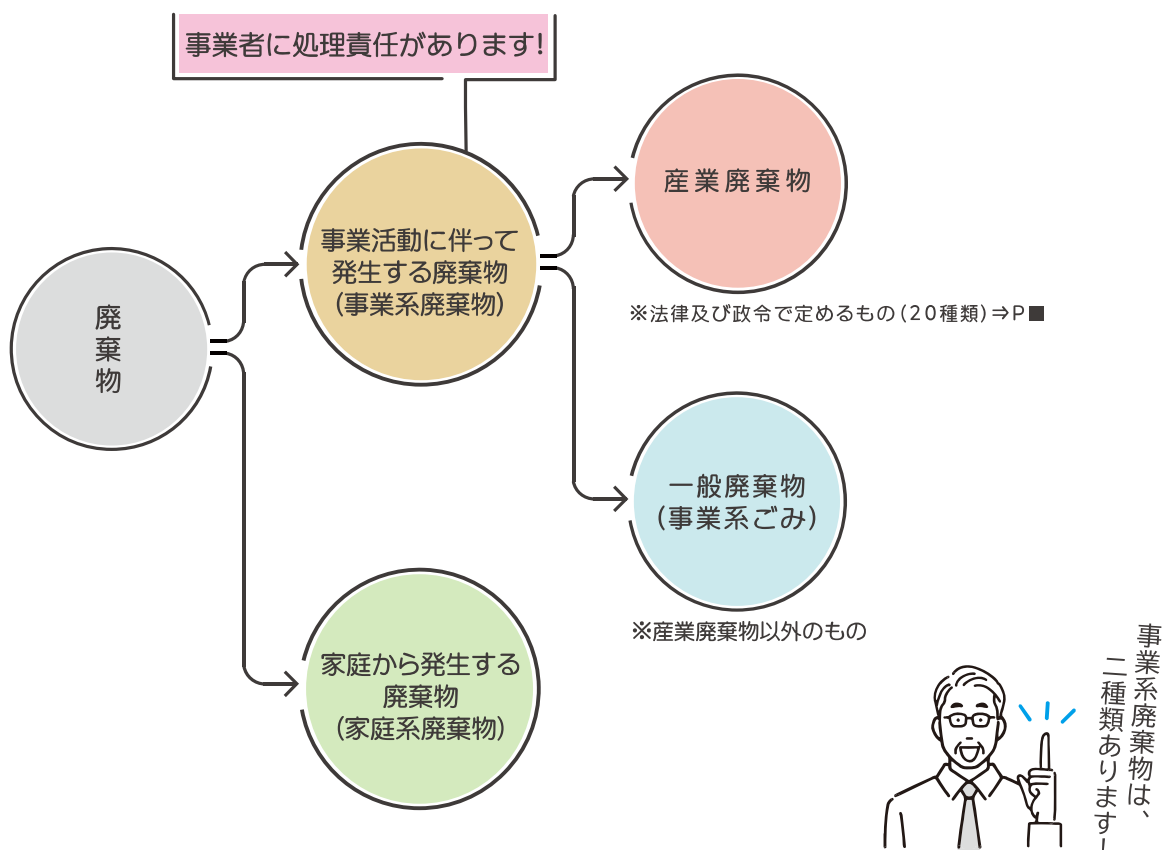 事業者に処理責任があります!
廃棄物
事業活動に伴って
発生する廃棄物
(事業系廃棄物)
産業廃棄物
※法律及び政令で定めるもの(20種類)⇒P■
一般廃棄物
(事業系ごみ)
※産業廃棄物以外のもの
家庭から発生する
廃棄物
(家庭系廃棄物)
事業系廃棄物は、
二種類あります!